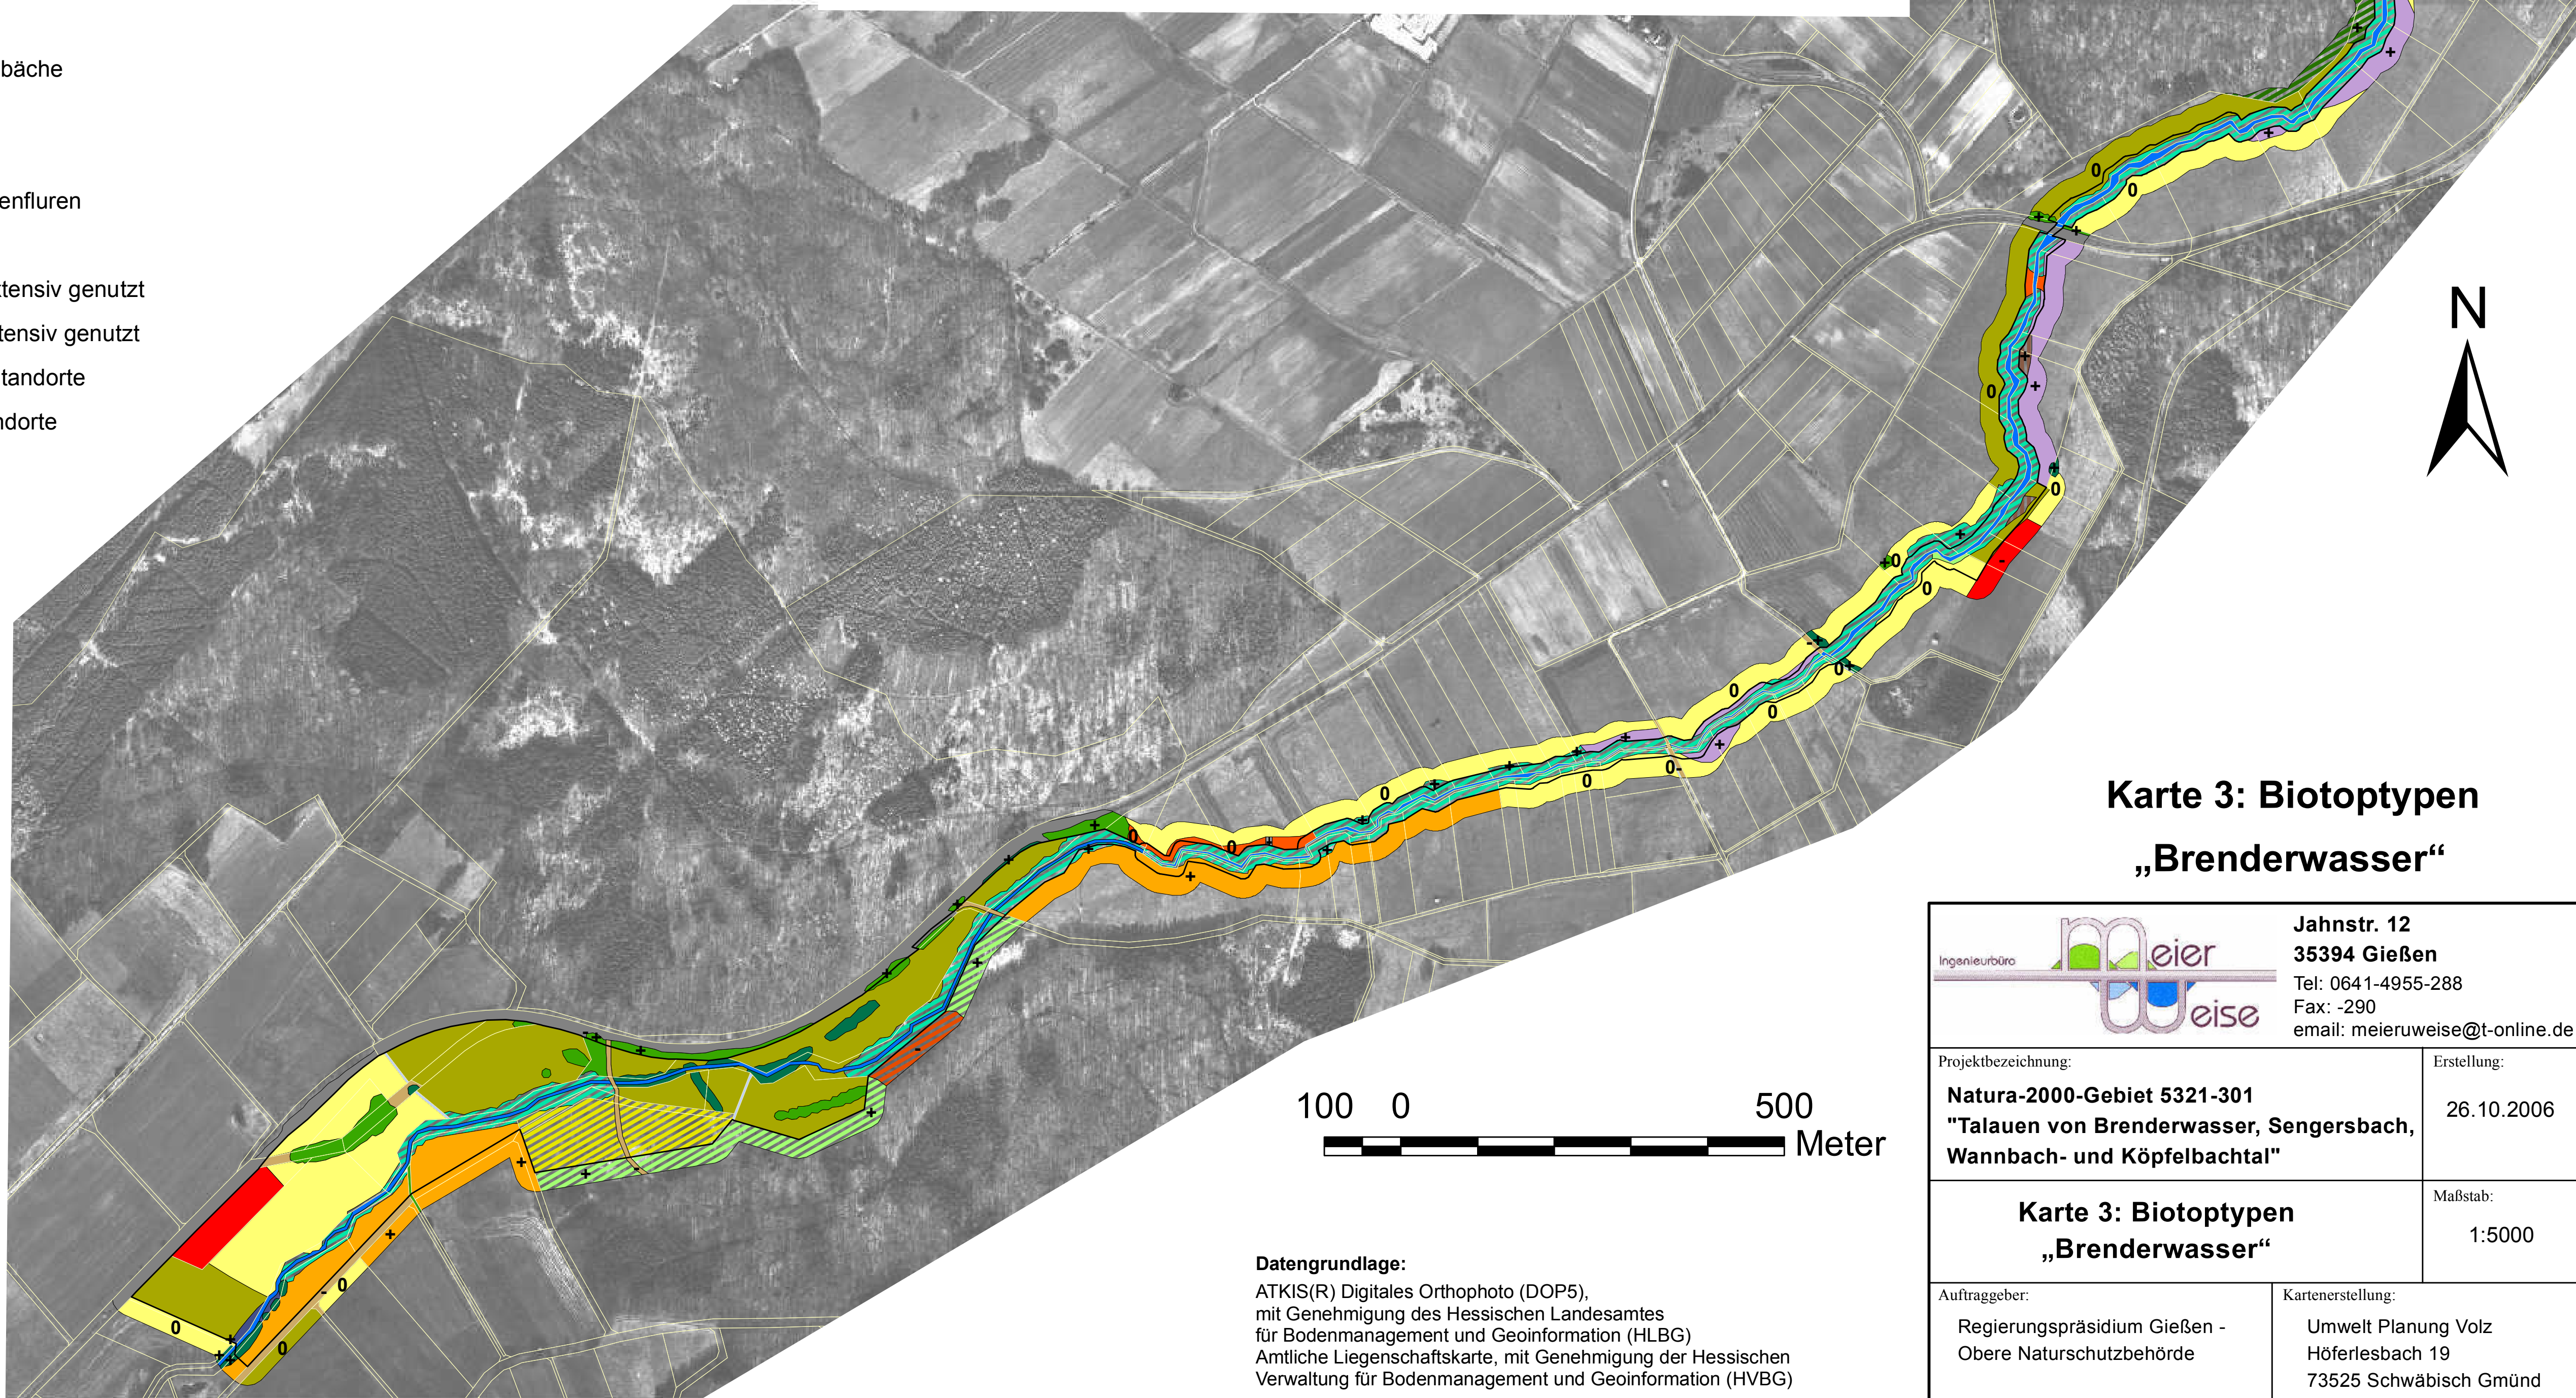 bäche
enfluren
tensiv genutzt
tensiv genutzt
tandorte
ndorte
N
Karte 3: Biotoptypen
„Brenderwasser“
100 0 500
Meter
Datengrundlage:
ATKIS(R) Digitales Orthophoto (DOP5),
mit Genehmigung des Hessischen Landesamtes
für Bodenmanagement und Geoinformation (HLBG)
Amtliche Liegenschaftskarte, mit Genehmigung der Hessischen
Verwaltung für Bodenmanagement und Geoinformation (HVBG)
Ingenieurbüro
Meier
Weise
Jahnstr. 12
35394 Gießen
Tel: 0641-4955-288
Fax: -290
email: meieruweise@t-online.de
Projektbezeichnung:
Natura-2000-Gebiet 5321-301
"Talauen von Brenderwasser, Sengersbach,
Wannbach- und Köpfelbachtal"
Erstellung:
26.10.2006
Karte 3: Biotoptypen
„Brenderwasser“
Maßstab:
1:5000
Auftraggeber:
Regierungspräsidium Gießen -
Obere Naturschutzbehörde
Kartenerstellung:
Umwelt Planung Volz
Höferlesbach 19
73525 Schwäbisch Gmünd